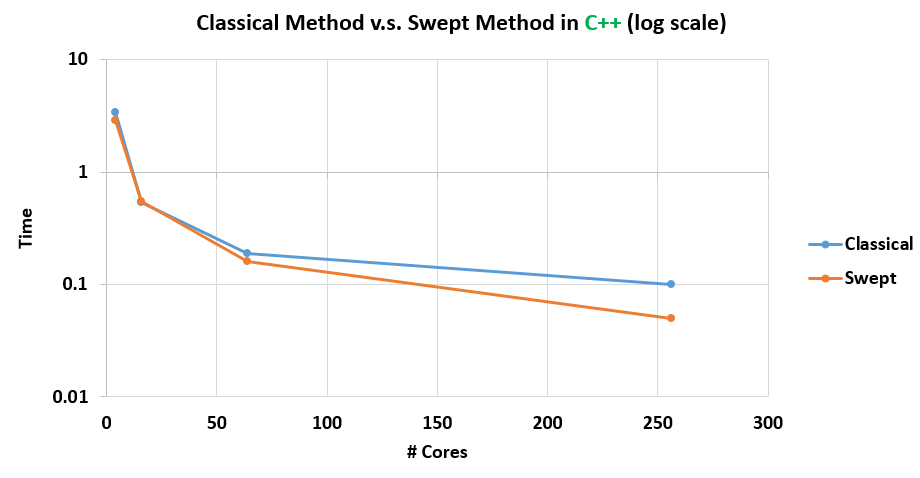 Classical Method v.s. Swept Method in C++ (log scale)
10
1
0.1
0.01
Time
0 50 100 150 200 250 300
# Cores
Classical
Swept